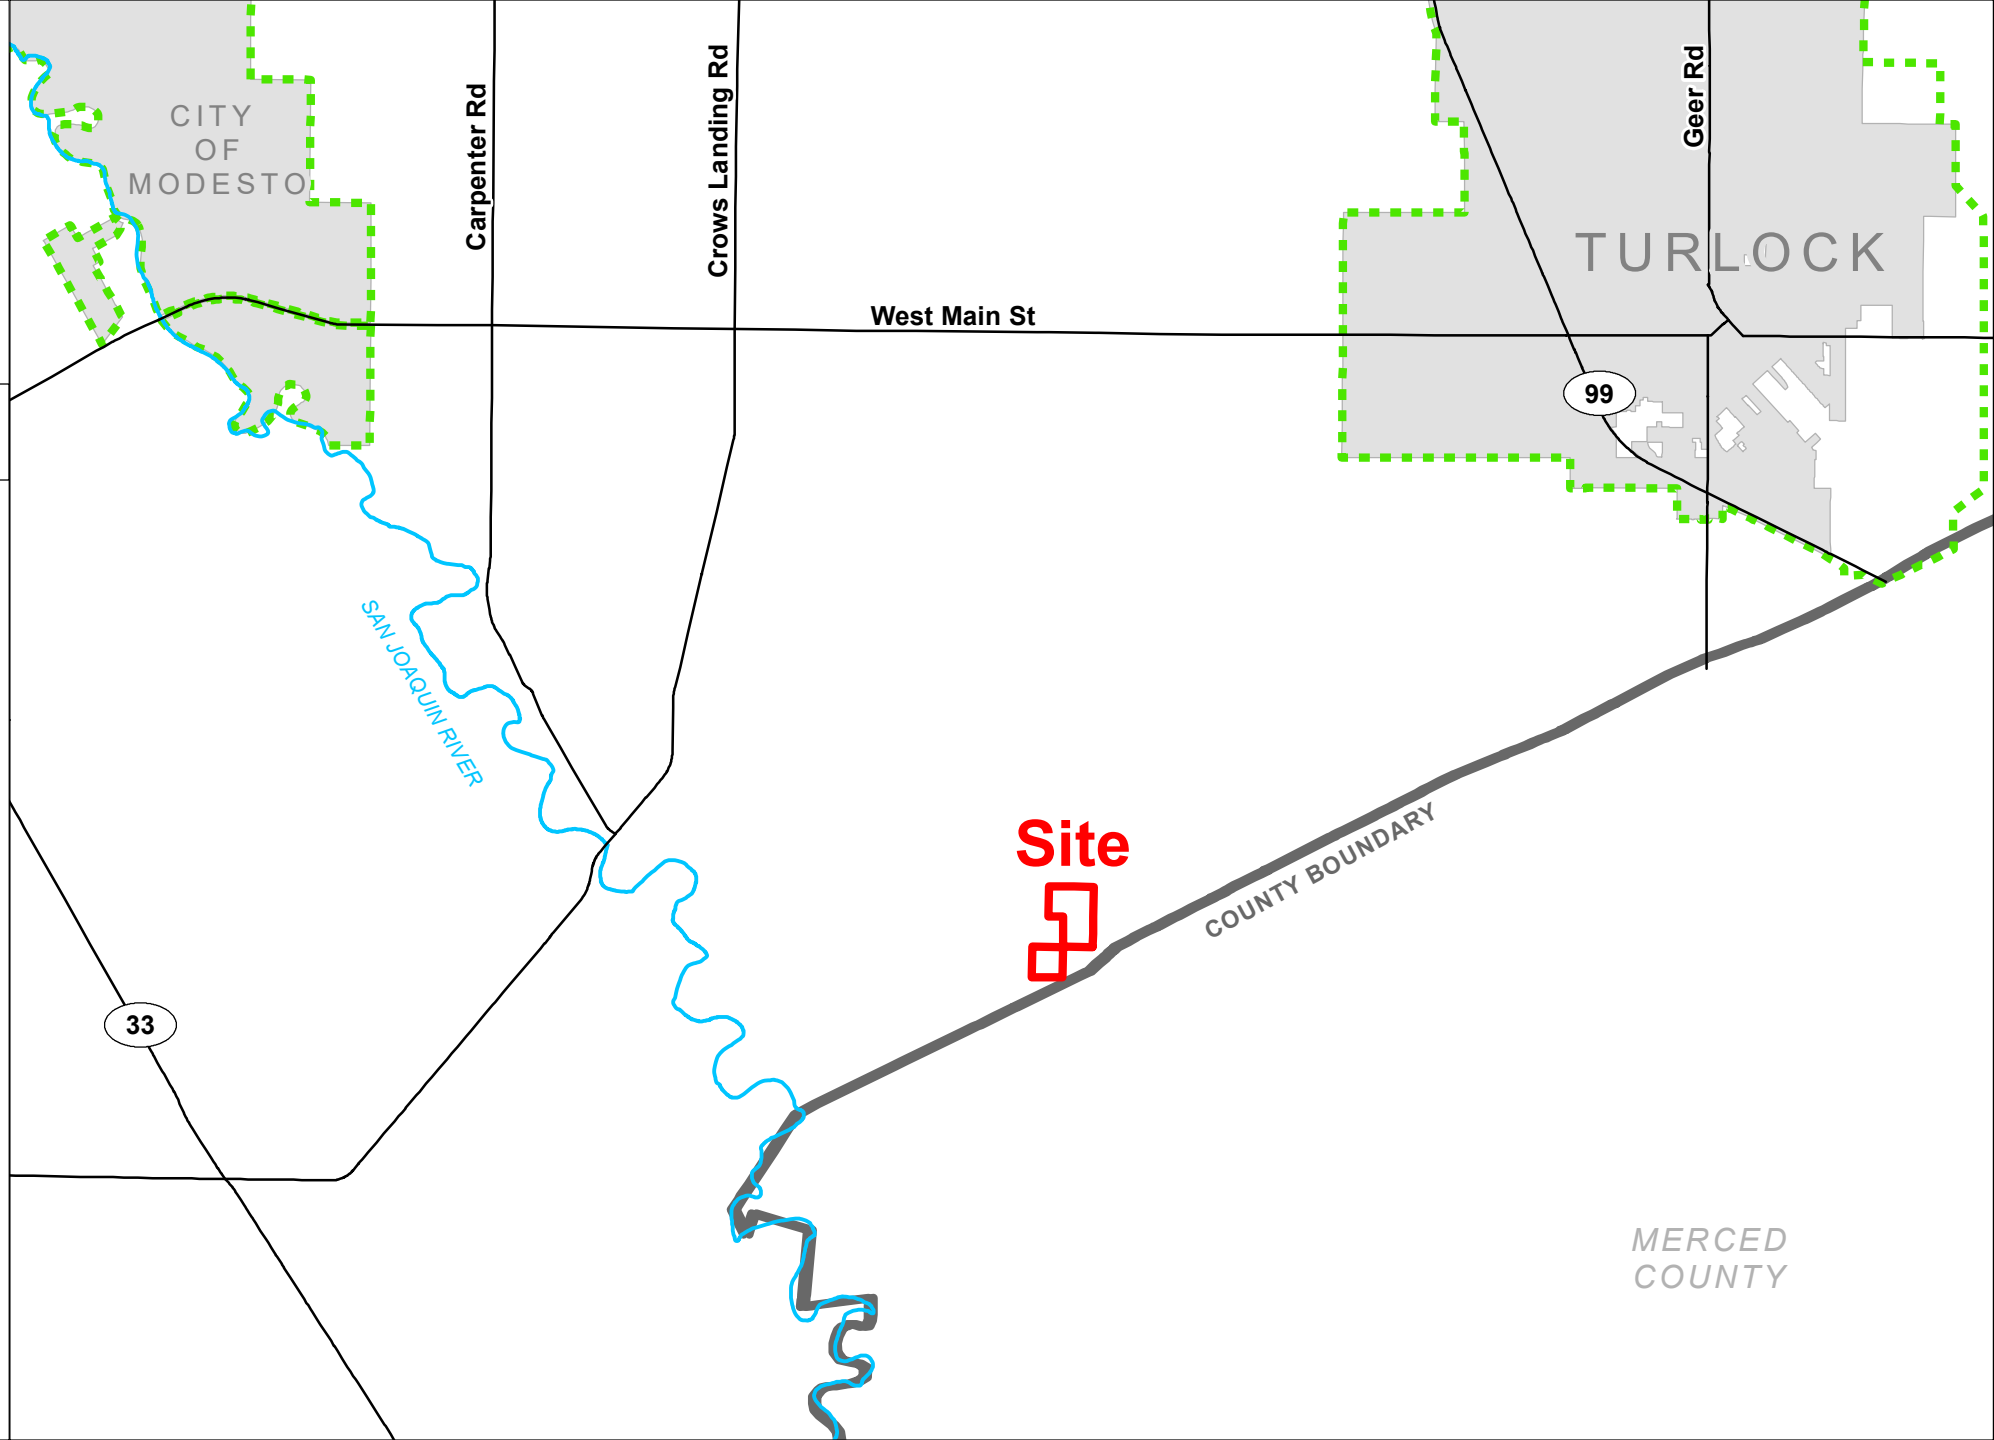 CITY
OF
MODESTO
Carpenter Rd
Crows Landing Rd
Geer Rd
TURLOCK
West Main St
99
SAN JOAQUIN RIVER
Site
COUNTY BOUNDARY
33
MERCED
COUNTY